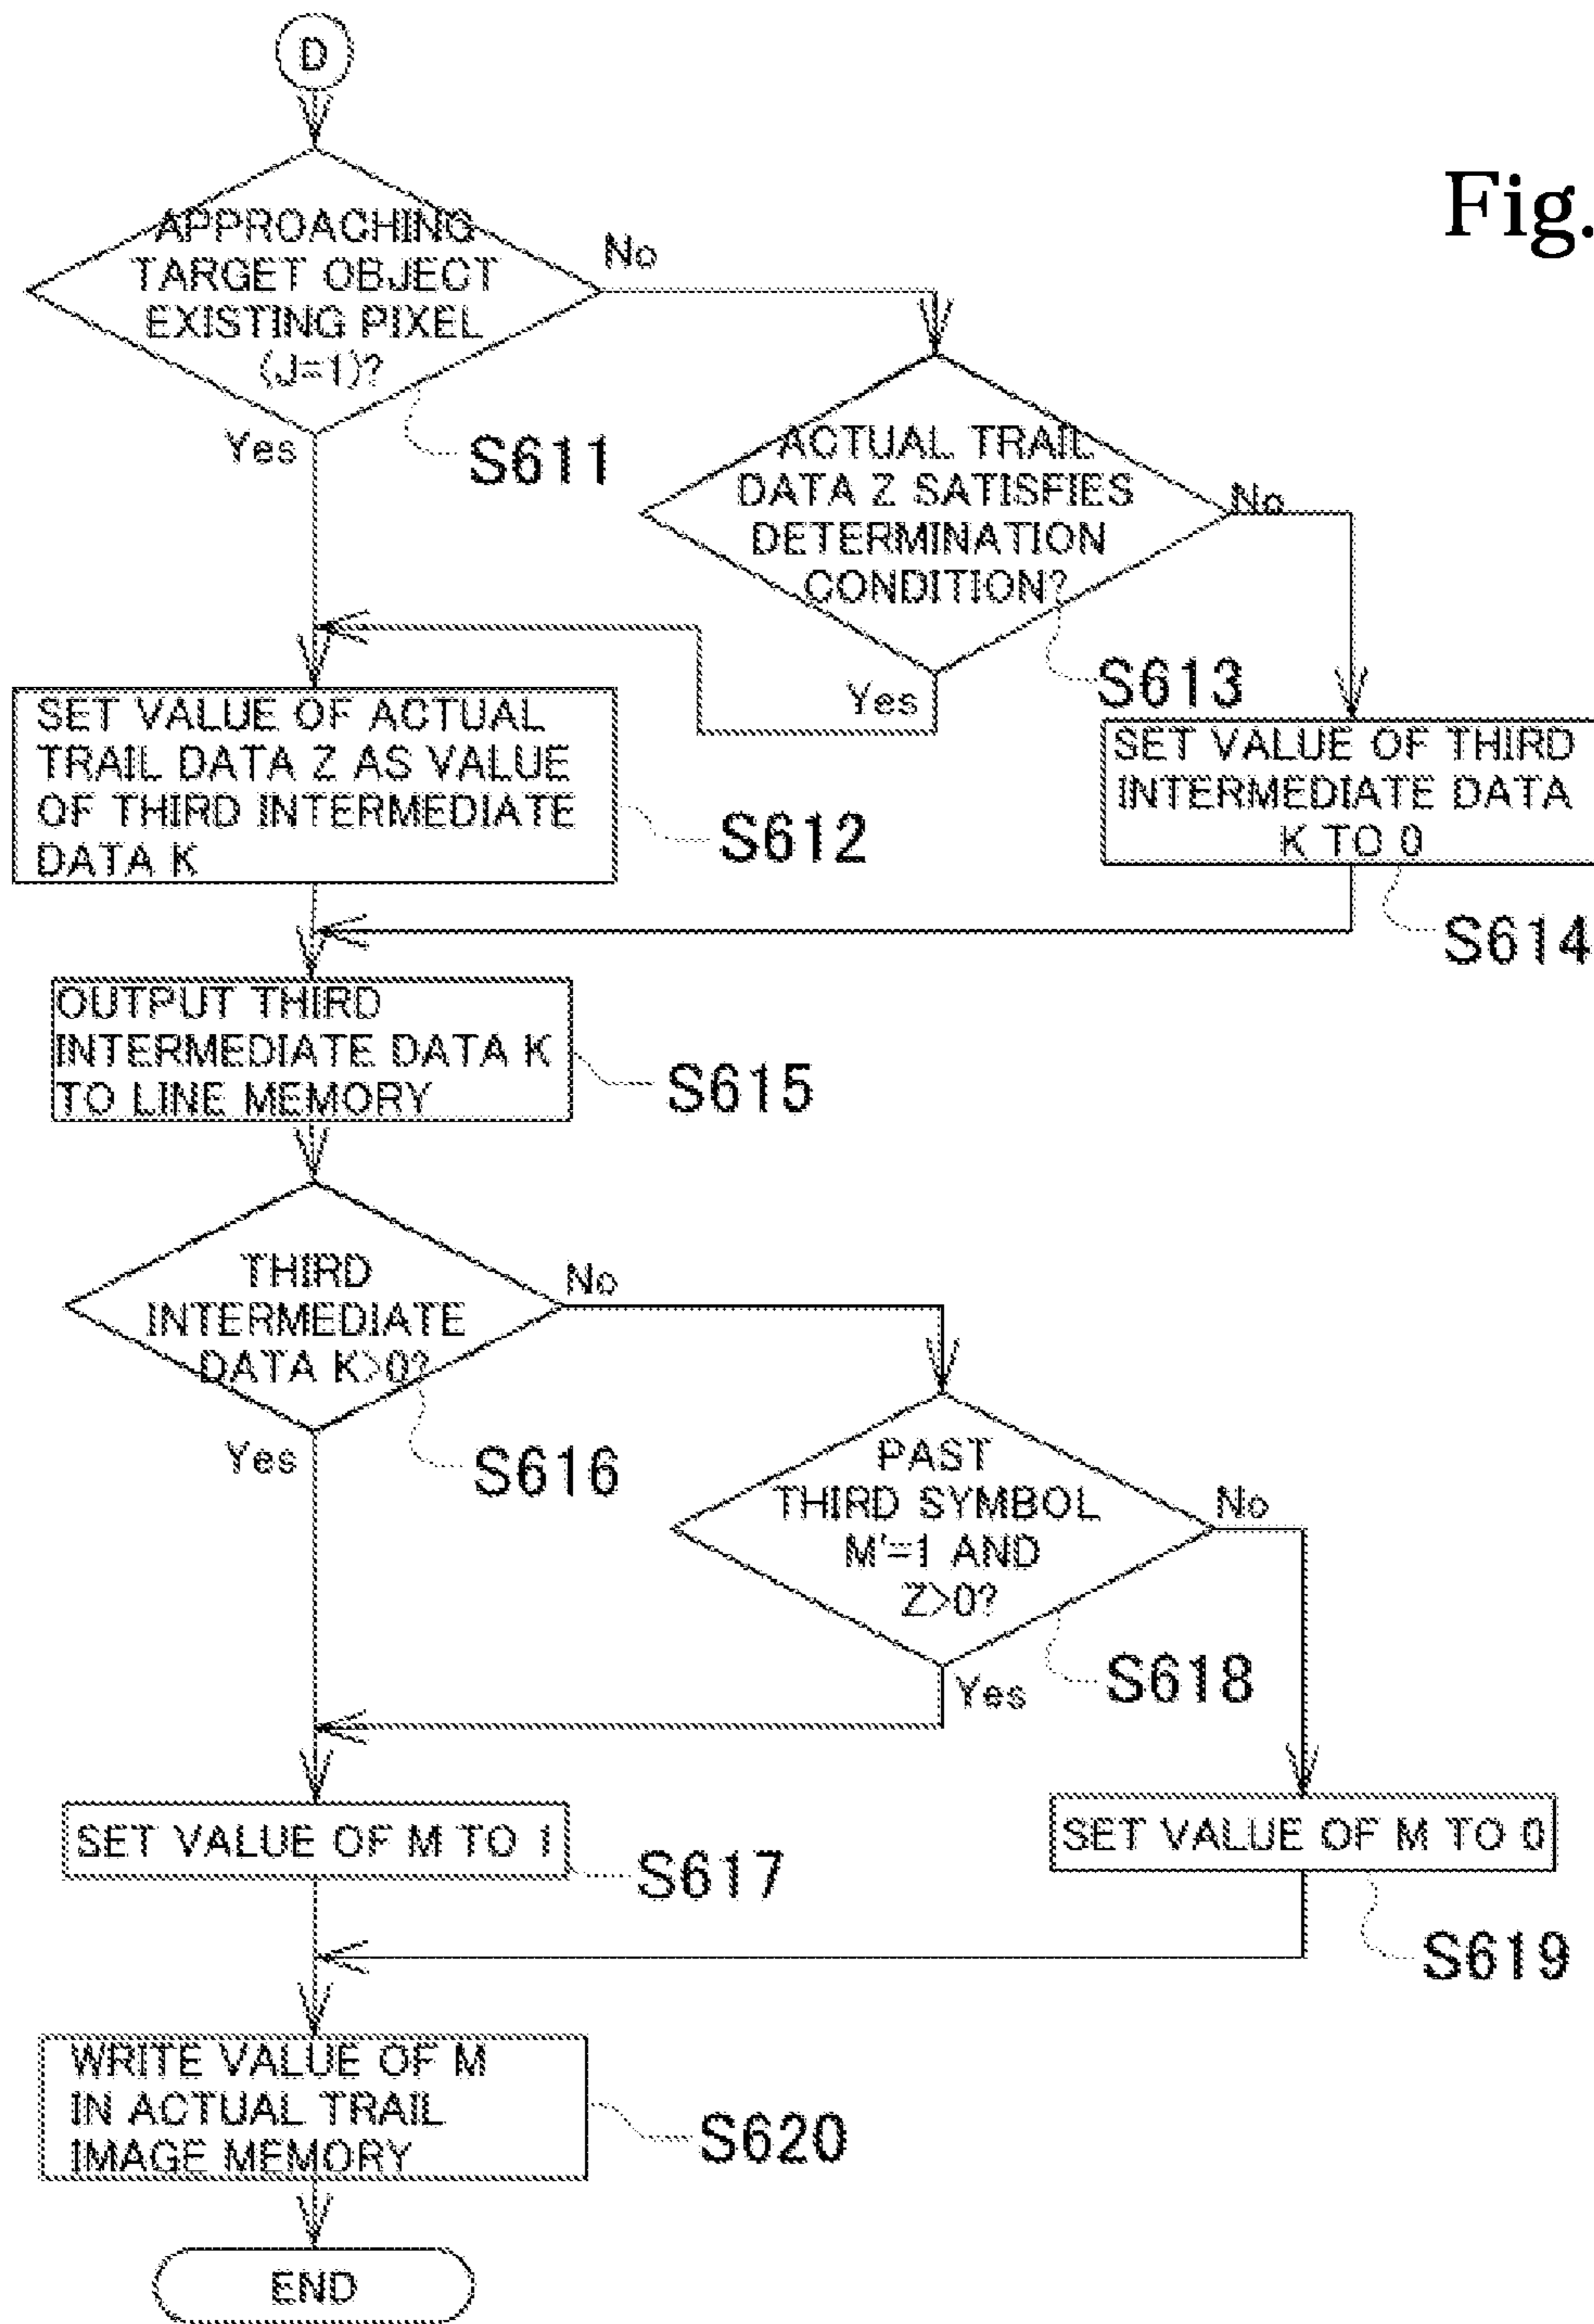 D
Fig.
APPROACHING
TARGET OBJECT
EXISTING PIXEL
(J=1)?
No
Yes
S611
ACTUAL TRAIL
DATA Z SATISFIES
DETERMINATION
CONDITION?
No
Yes
S613
SET VALUE OF ACTUAL
TRAIL DATA Z AS VALUE
OF THIRD INTERMEDIATE
DATA K
S612
SET VALUE OF THIRD
INTERMEDIATE DATA
K TO 0
S614
OUTPUT THIRD
INTERMEDIATE DATA K
TO LINE MEMORY
S615
THIRD
INTERMEDIATE
DATA K>0?
No
Yes
S616
PAST
THIRD SYMBOL
M'=1 AND
Z>0?
No
Yes
S618
SET VALUE OF M TO 1
S617
SET VALUE OF M TO 0
S619
WRITE VALUE OF M
IN ACTUAL TRAIL
IMAGE MEMORY
S620
END